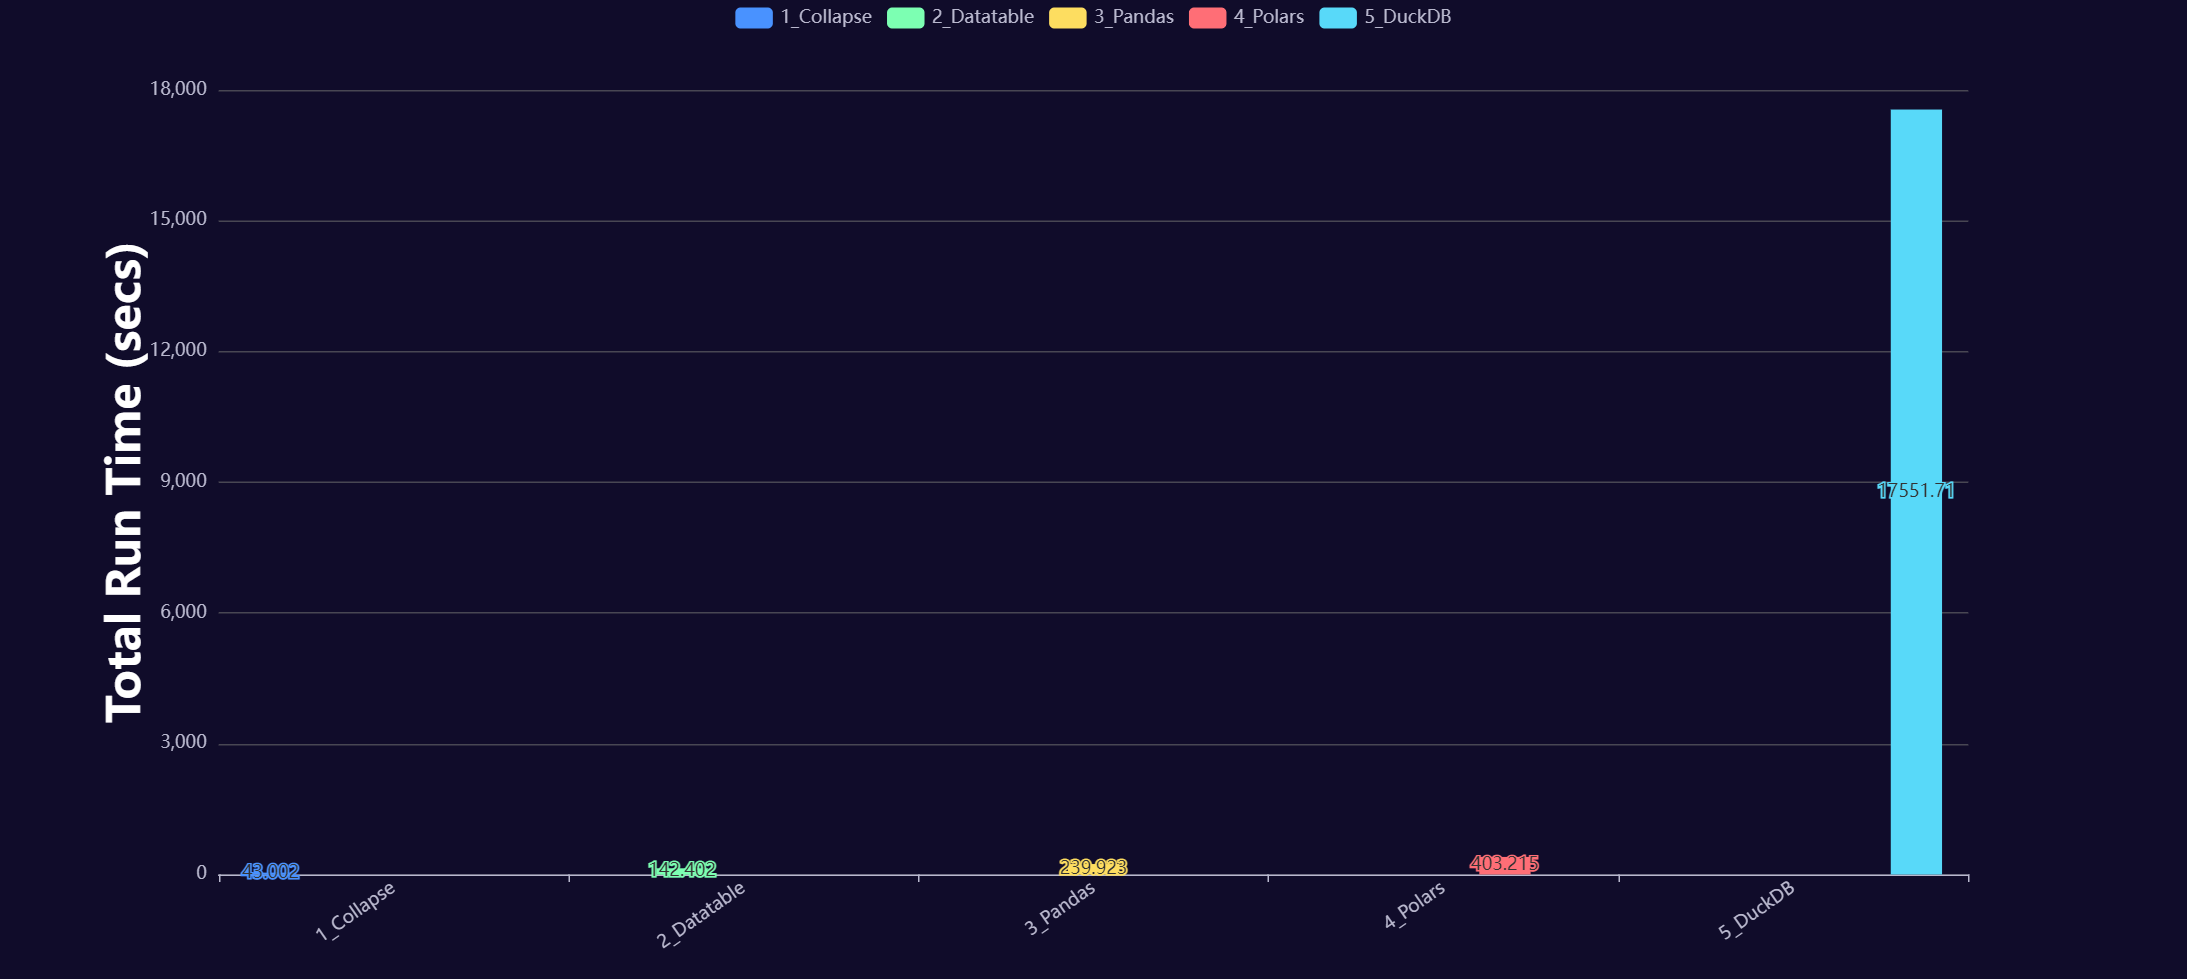 1_Collapse 2_Datatable 3_Pandas 4_Polars 5_DuckDB
Total Run Time (secs)
18,000
15,000
12,000
9,000
6,000
3,000
0
43.002
142.402
239.923
403.215
17551.71
1_Collapse
2_Datatable
3_Pandas
4_Polars
5_DuckDB